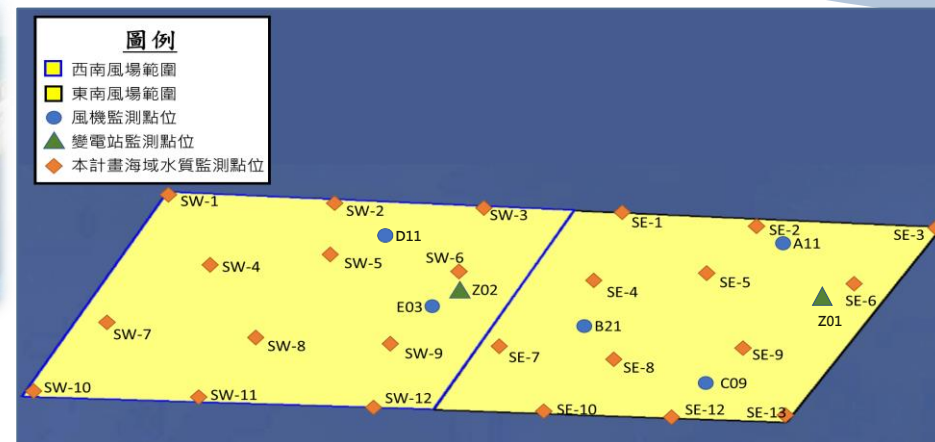 圖例
西南風場範圍
東南風場範圍
風機監測點位
變電站監測點位
本計畫海域水質監測點位
SW-1
SW-2
SW-3
SE-1
SE-2
SE-3
D11
A11
SW-4
SW-5
SW-6
SE-4
SE-5
SE-6
Z02
Z01
E03
B21
SW-7
SW-8
SW-9
SE-7
SE-8
SE-9
C09
SW-10
SW-11
SW-12
SE-10
SE-12
SE-13